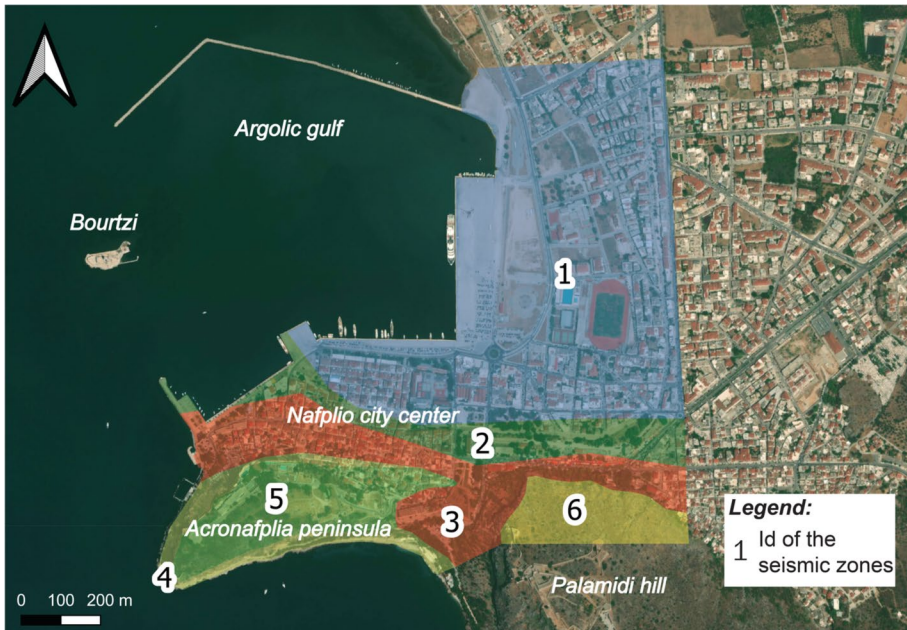 Argolic gulf
Bourtzi
1
Nafplio city center
2
5
Acronafplia peninsula
3
6
4
Palamidi hill
0 100 200 m
Legend:
1 Id of the
seismic zones